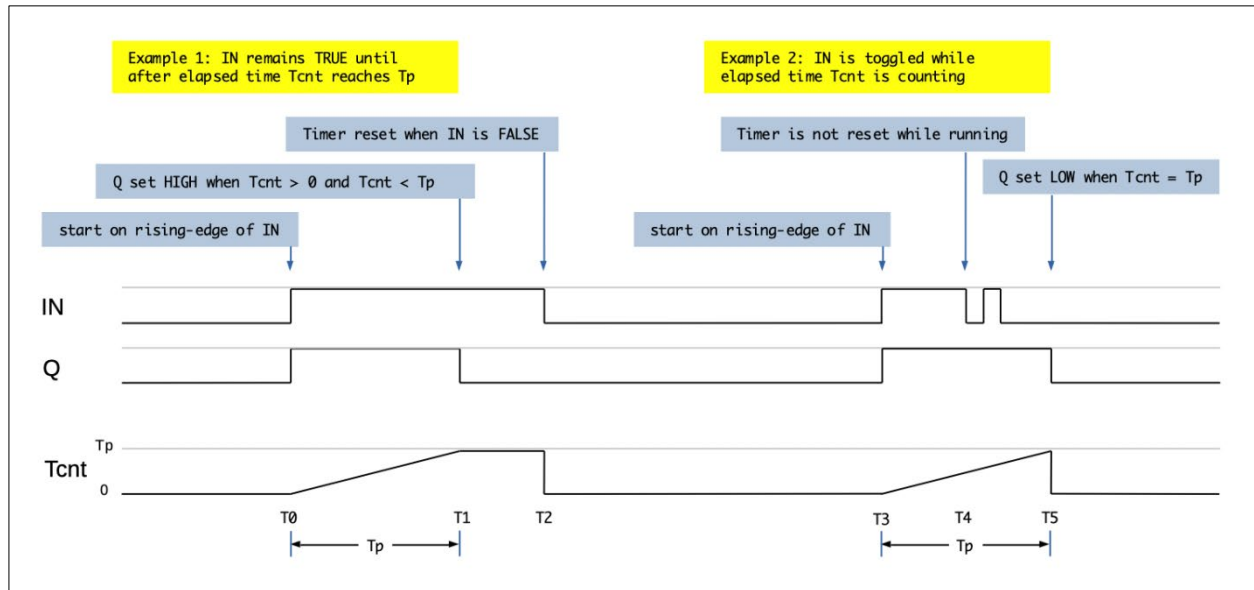 Example 1: IN remains TRUE until
after elapsed time Tcnt reaches Tp
Example 2: IN is toggled while
elapsed time Tcnt is counting
Timer reset when IN is FALSE
Timer is not reset while running
Q set HIGH when Tcnt > 0 and Tcnt < Tp
Q set LOW when Tcnt = Tp
start on rising-edge of IN
start on rising-edge of IN
IN
Q
Tp
Tcnt
0
T0 T1 T2 T3 T4 T5
Tp Tp